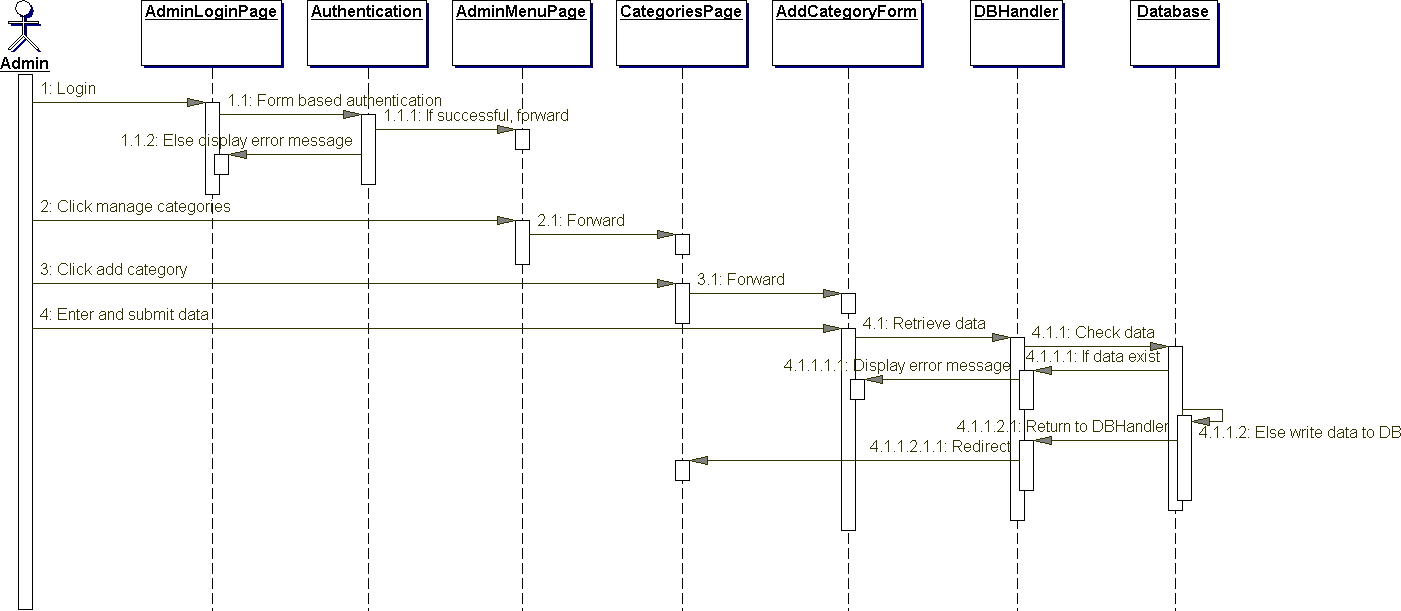 AdminLoginPage
Authentication
AdminMenuPage
CategoriesPage
AddCategoryForm
DBHandler
Database
Admin
1: Login
1.1: Form based authentication
1.1.1: If successful, forward
1.1.2: Else display error message
2: Click manage categories
2.1: Forward
3: Click add category
3.1: Forward
4: Enter and submit data
4.1: Retrieve data
4.1.1: Check data
4.1.1.1: If data exist
4.1.1.1.1: Display error message
4.1.1.2: Else write data to DB
4.1.1.2.1: Return to DBHandler
4.1.1.2.1.1: Redirect